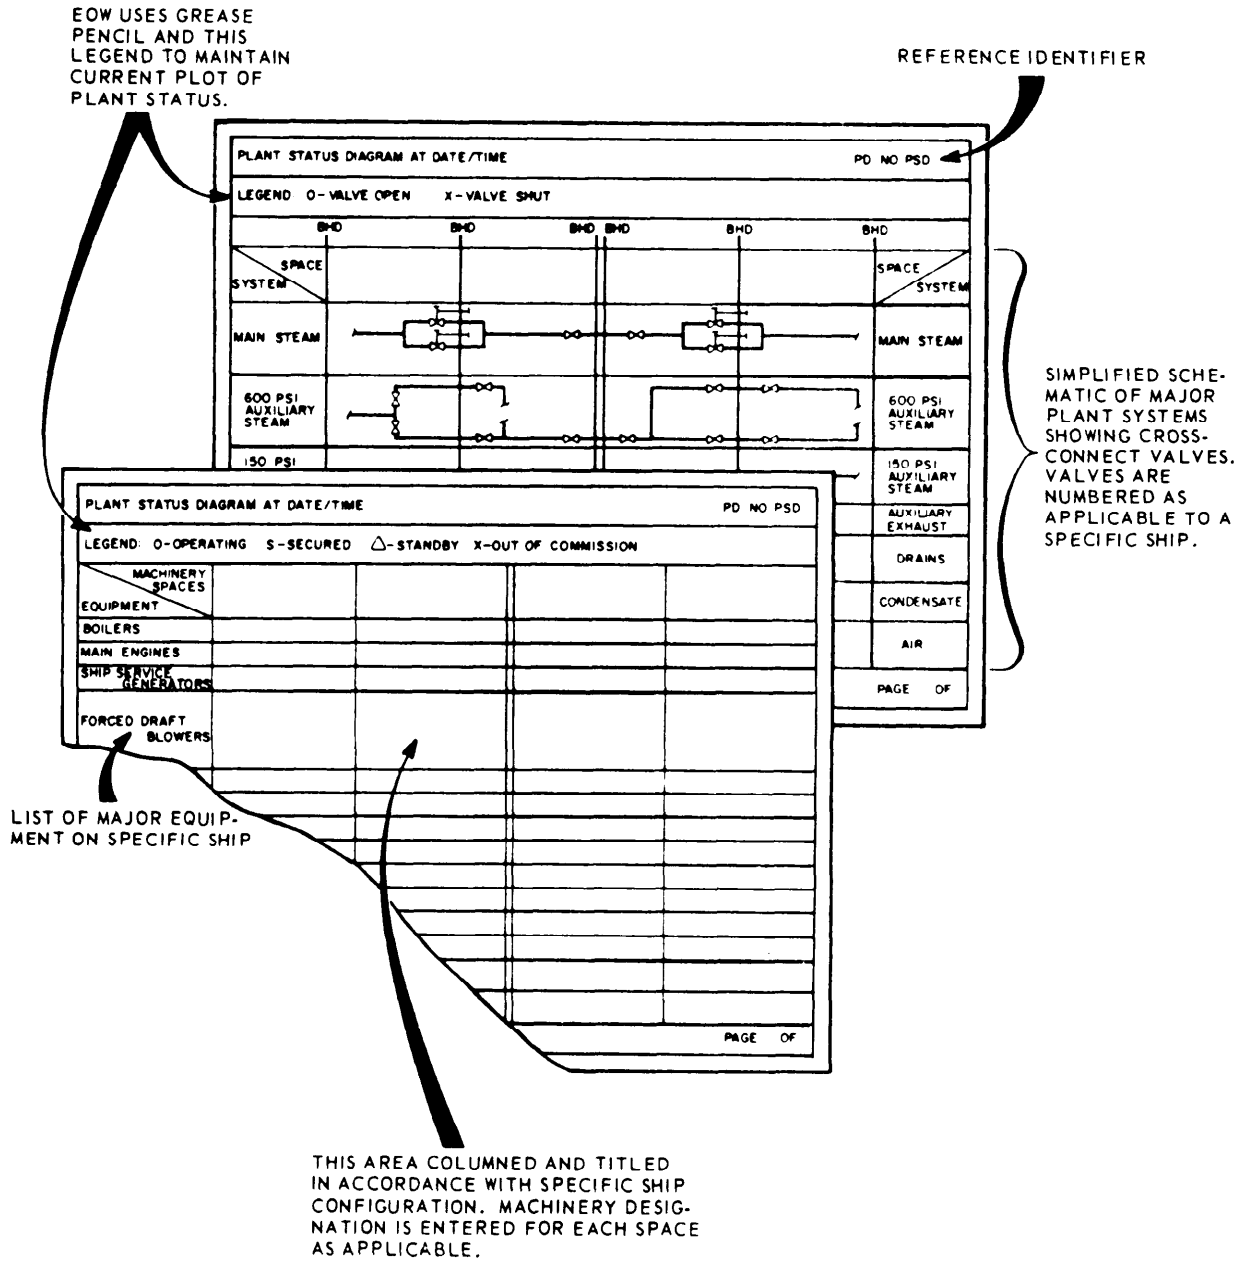 EOW USES GREASE
PENCIL AND THIS
LEGEND TO MAINTAIN
CURRENT PLOT OF
PLANT STATUS.
REFERENCE IDENTIFIER
PLANT STATUS DIAGRAM AT DATE/TIME PD NO PSD
LEGEND O-VALVE OPEN X-VALVE SHUT
BHD BHD BHD BHD BHD BHD
SPACE
SYSTEM
SPACE
SYSTEM
MAIN STEAM MAIN STEAM
600 PSI
AUXILIARY
STEAM
600 PSI
AUXILIARY
STEAM
150 PSI
150 PSI
AUXILIARY
STEAM
AUXILIARY
EXHAUST
DRAINS
CONDENSATE
AIR
PAGE OF
SIMPLIFIED SCHE-
MATIC OF MAJOR
PLANT SYSTEMS
SHOWING CROSS-
CONNECT VALVES.
VALVES ARE
NUMBERED AS
APPLICABLE TO A
SPECIFIC SHIP.
PLANT STATUS DIAGRAM AT DATE/TIME PD NO PSD
LEGEND: O-OPERATING S-SECURED △-STANDBY X-OUT OF COMMISSION
MACHINERY
SPACES
EQUIPMENT
BOILERS
MAIN ENGINES
SHIP SERVICE
GENERATORS
FORCED DRAFT
BLOWERS
PAGE OF
LIST OF MAJOR EQUIP-
MENT ON SPECIFIC SHIP
THIS AREA COLUMNED AND TITLED
IN ACCORDANCE WITH SPECIFIC SHIP
CONFIGURATION. MACHINERY DESIG-
NATION IS ENTERED FOR EACH SPACE
AS APPLICABLE.